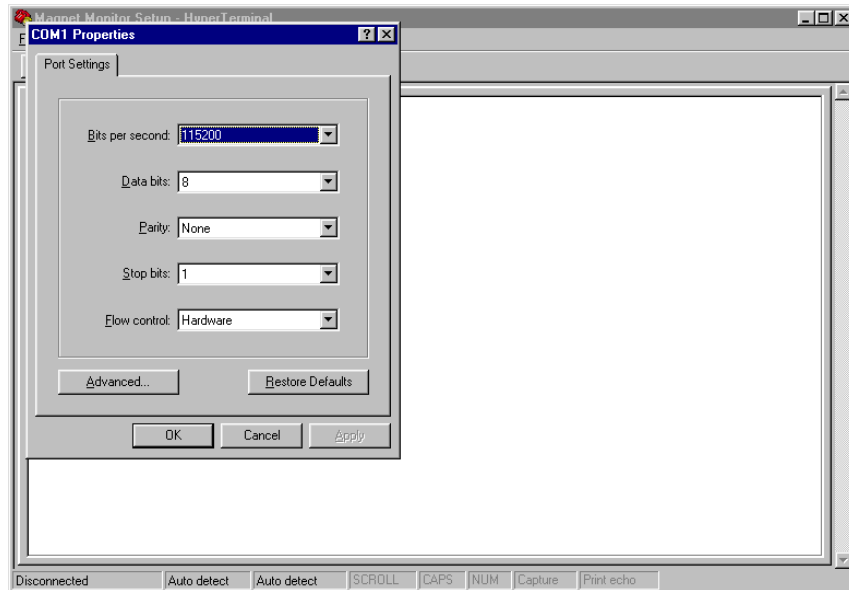 Magnet Monitor Setup - HyperTerminal
F
COM1 Properties
Port Settings
Bits per second: 115200
Data bits: 8
Parity: None
Stop bits: 1
Flow control: Hardware
Advanced... Restore Defaults
OK Cancel Apply
Disconnected Auto detect Auto detect SCROLL CAPS NUM Capture Print echo